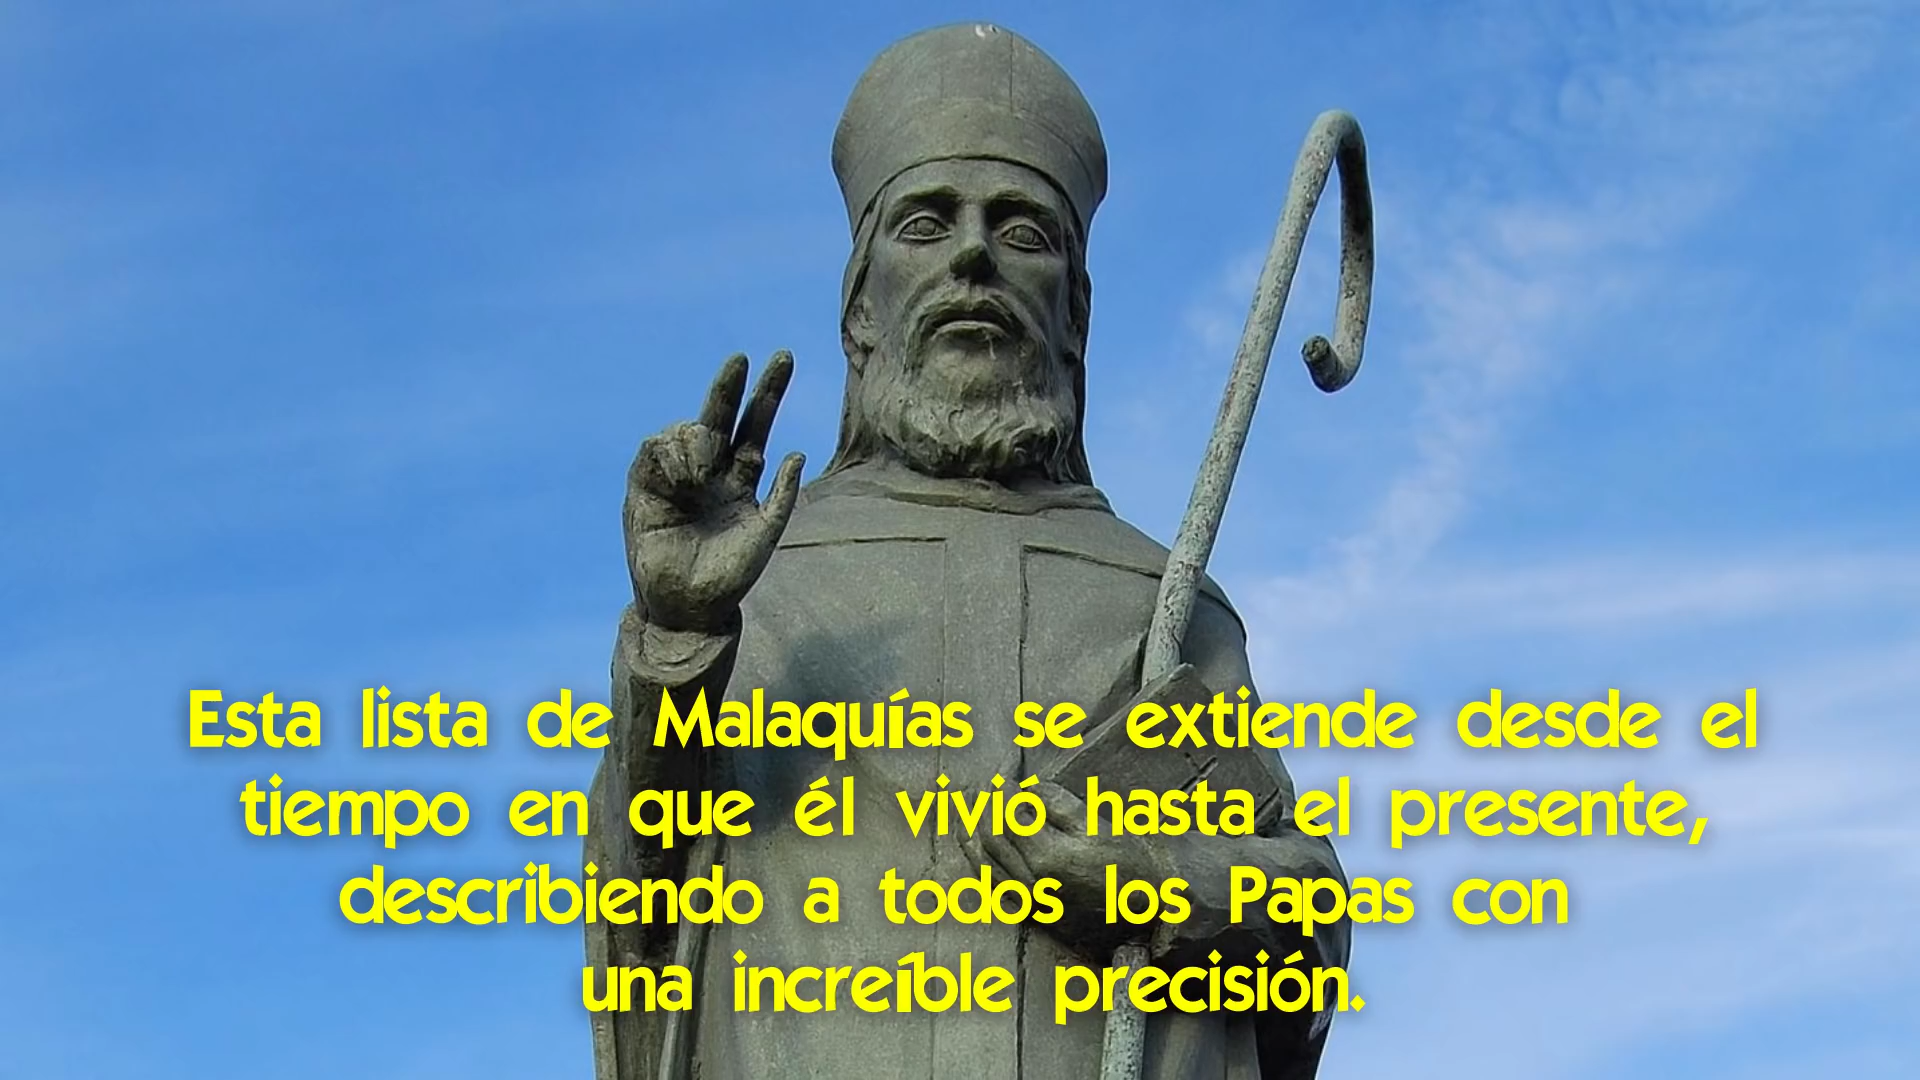 Esta lista de Malaquías se extiende desde el
tiempo en que él vivió hasta el presente,
describiendo a todos los Papas con
una increíble precisión.